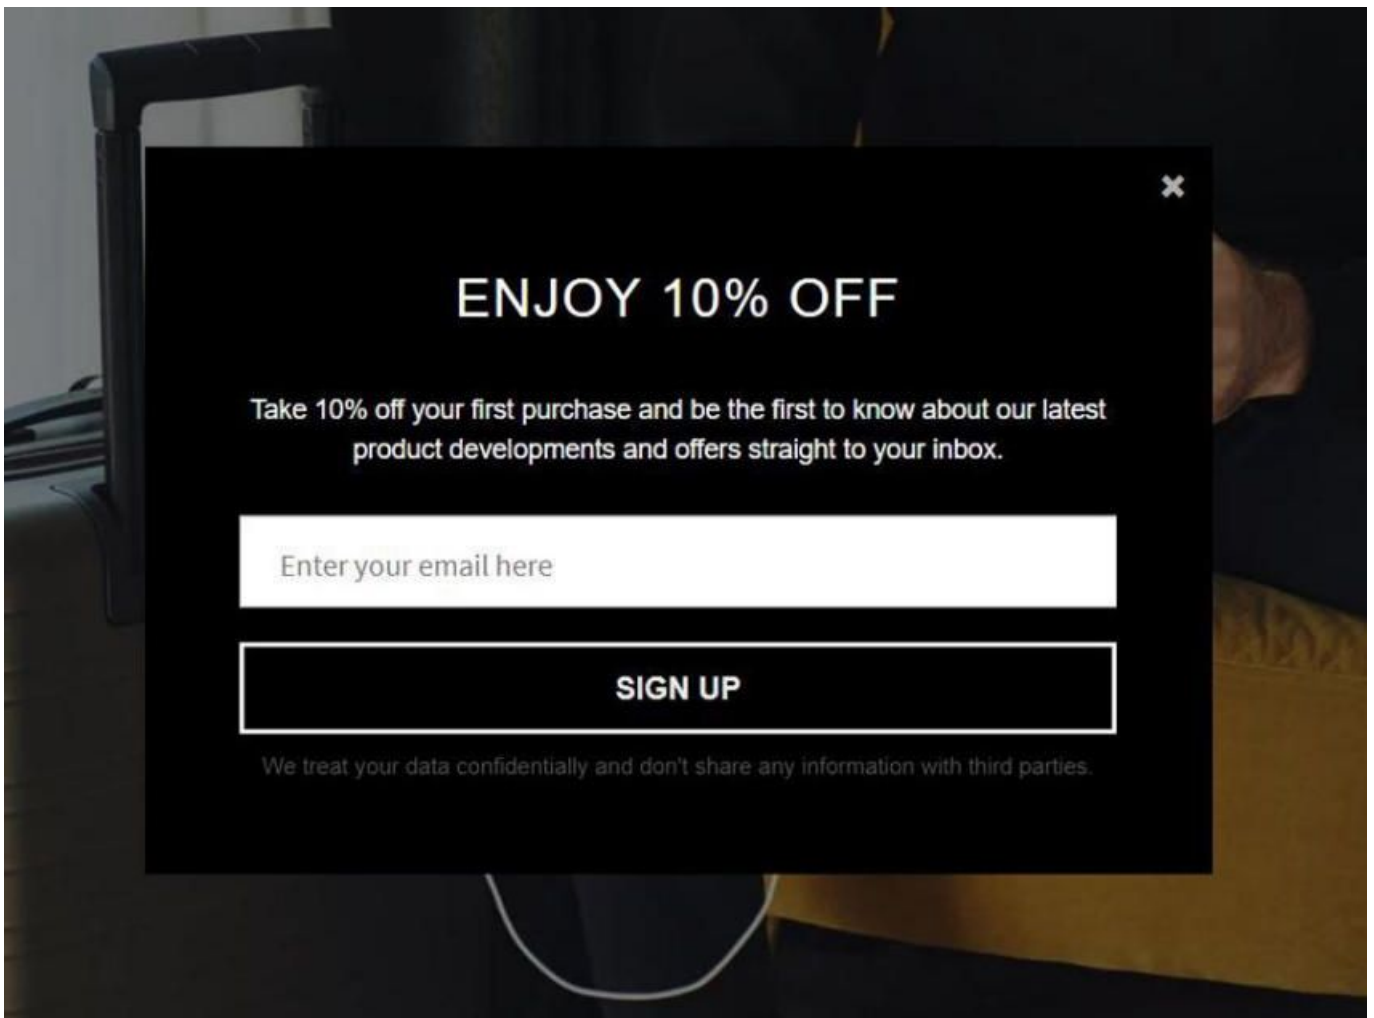 ENJOY 10% OFF
Take 10% off your first purchase and be the first to know about our latest
product developments and offers straight to your inbox.
Enter your email here
SIGN UP
We treat your data confidentially and don't share any information with third parties.